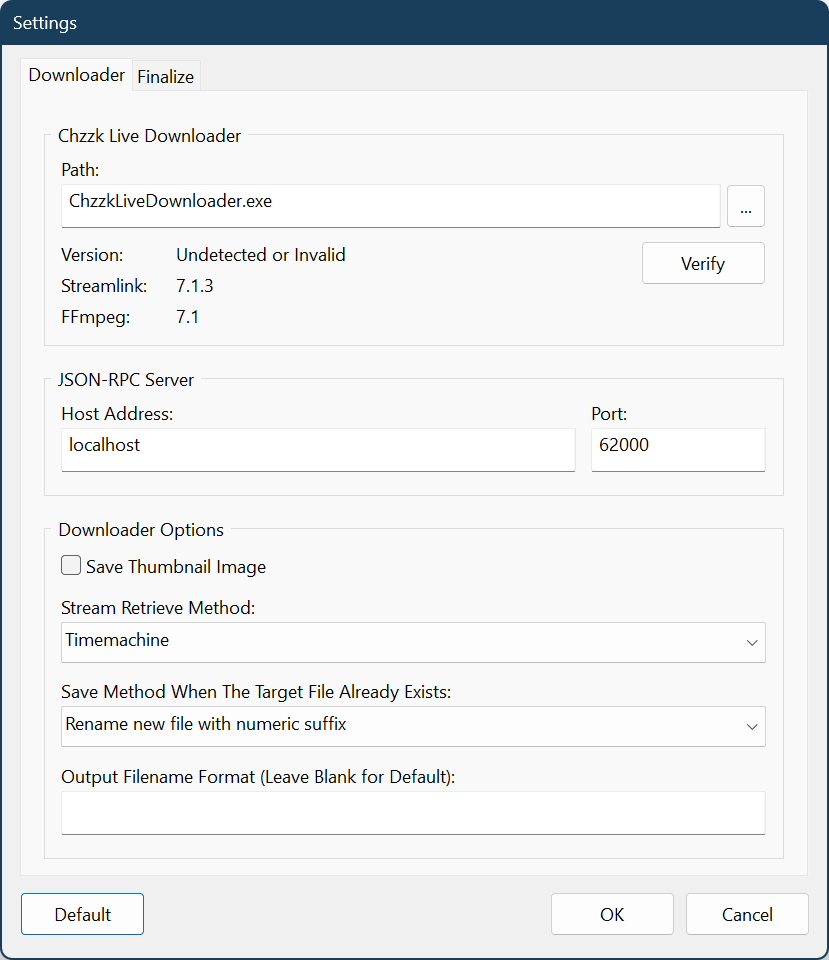 Settings
Downloader Finalize
Chzzk Live Downloader
Path:
ChzzkLiveDownloader.exe ...
Version: Undetected or Invalid Verify
Streamlink: 7.1.3
FFmpeg: 7.1
JSON-RPC Server
Host Address: Port:
localhost 62000
Downloader Options
Save Thumbnail Image
Stream Retrieve Method:
Timemachine
Save Method When The Target File Already Exists:
Rename new file with numeric suffix
Output Filename Format (Leave Blank for Default):
Default OK Cancel